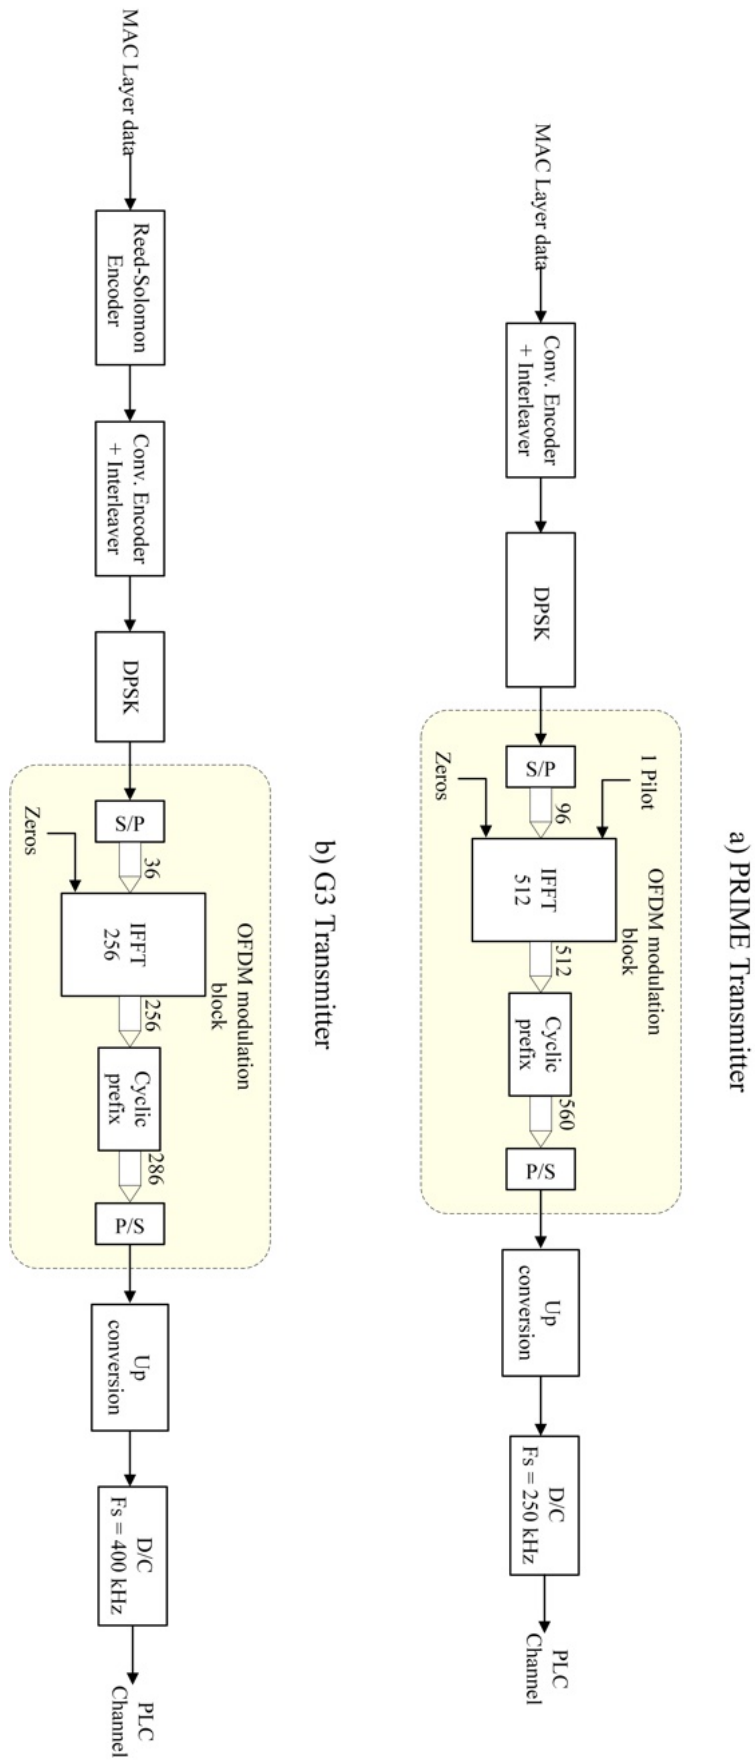 a) PRIME Transmitter
MAC Layer data
Conv. Encoder
+ Interleaver
DPSK
S/P
96
1 Pilot
Zeros
IFFT
512
OFDM modulation
block
512
Cyclic
prefix
560
P/S
Up
conversion
D/C
Fs = 250 kHz
PLC
Channel
b) G3 Transmitter
MAC Layer data
Reed-Solomon
Encoder
Conv. Encoder
+ Interleaver
DPSK
S/P
36
Zeros
IFFT
256
OFDM modulation
block
256
Cyclic
prefix
286
P/S
Up
conversion
D/C
Fs = 400 kHz
PLC
Channel